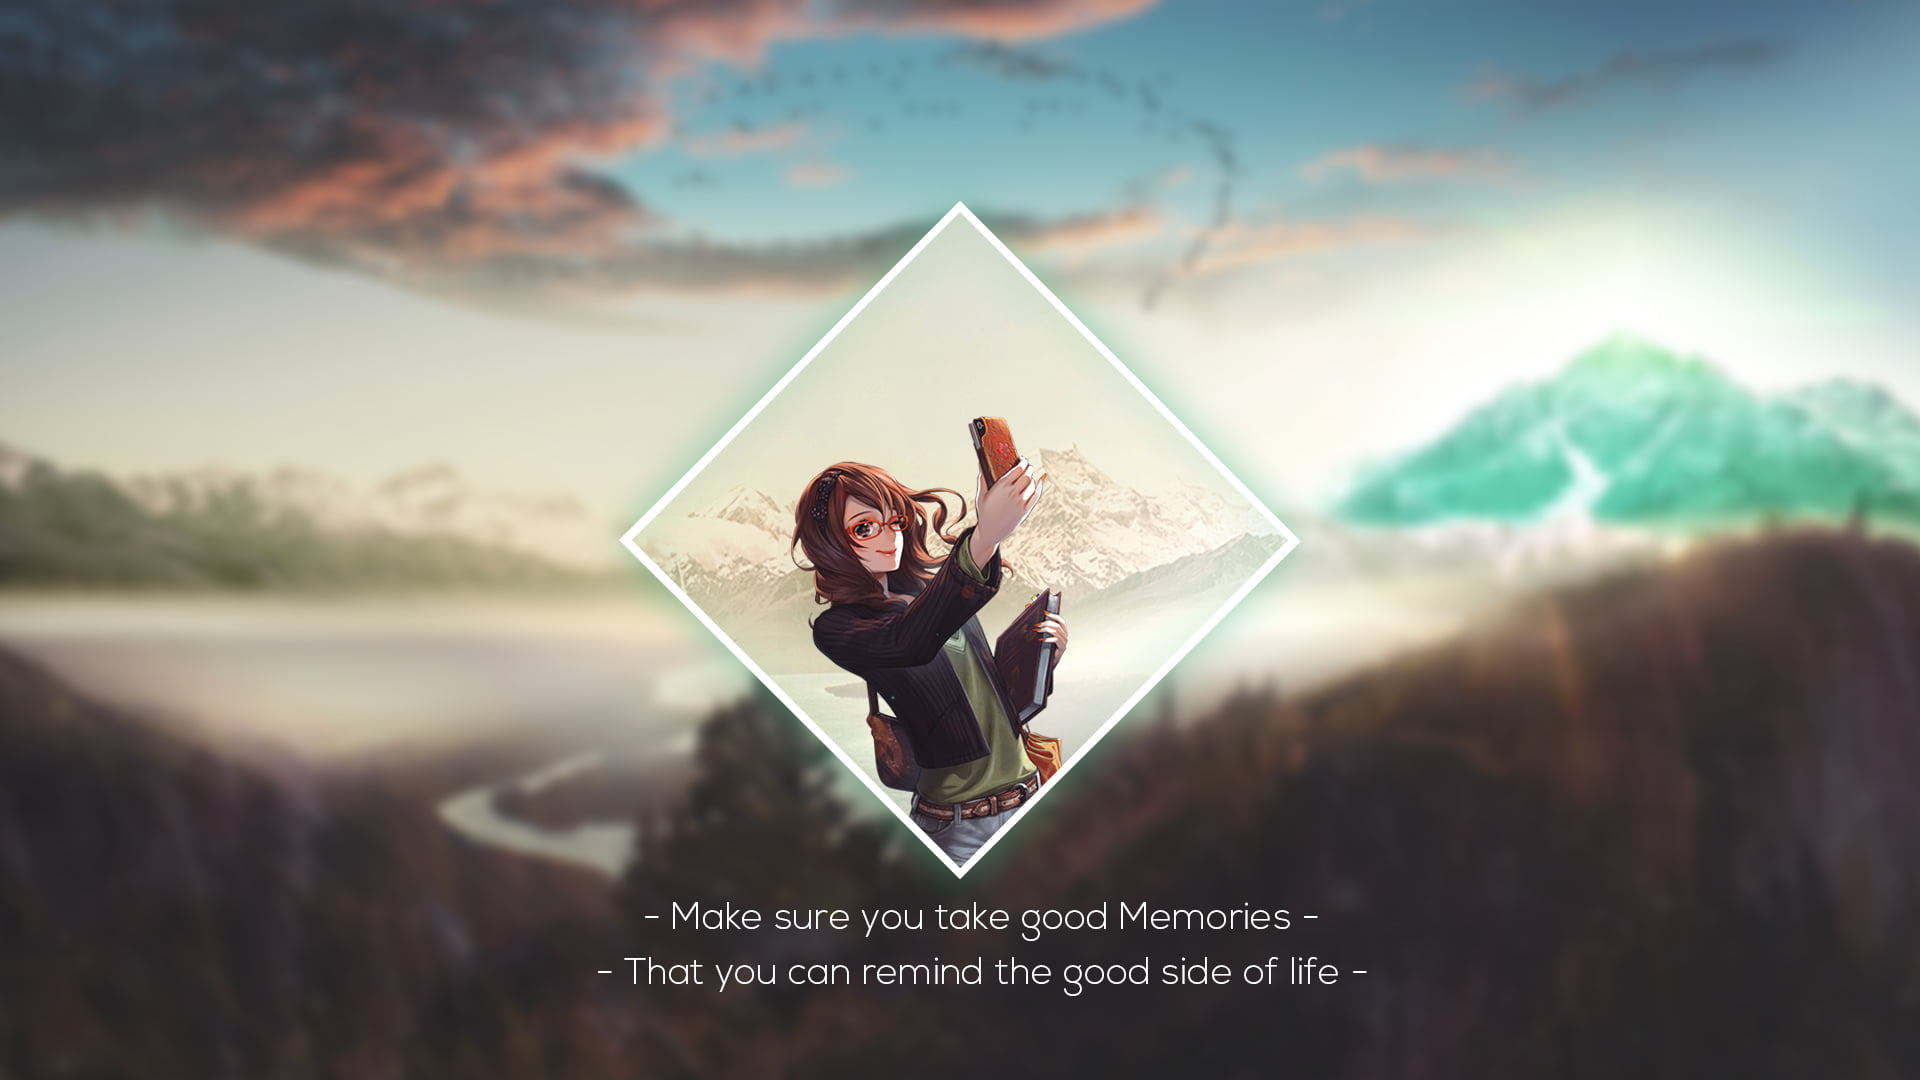 - Make sure you take good Memories -
- That you can remind the good side of life -